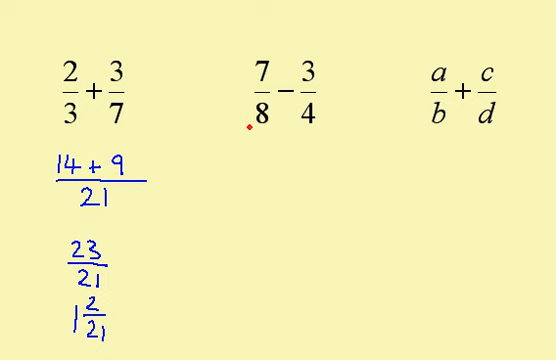 2/3 + 3/7
7/8 − 3/4
a/b + c/d
14 + 9 / 21
23/21
1 2/21